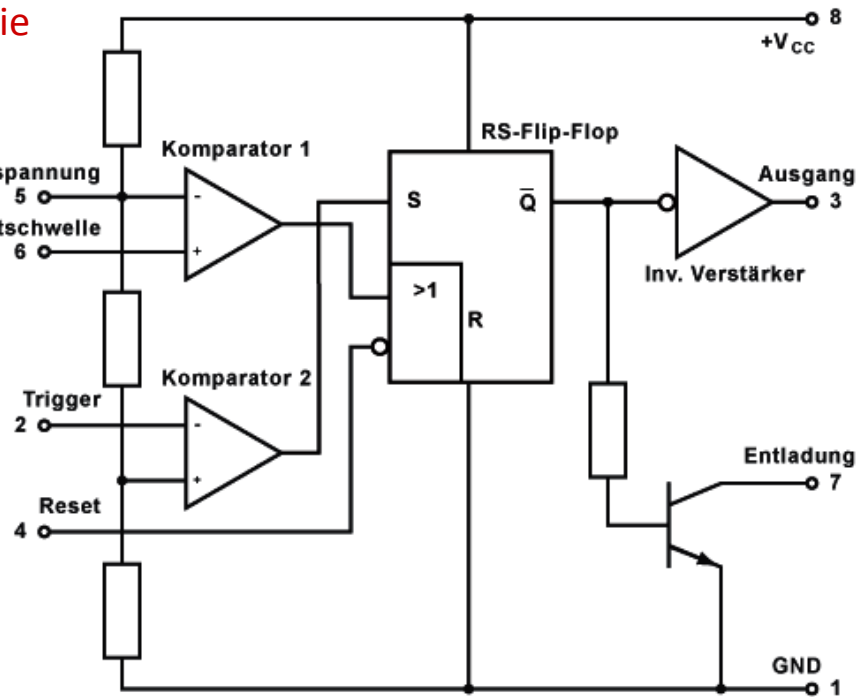 ie
8
+VCC
RS-Flip-Flop
Komparator 1
spannung
5
-
S
Q̅
Ausgang
3
tschwelle
6
+
>1
R
Inv. Verstärker
Komparator 2
Trigger
2
-
+
Entladung
7
Reset
4
GND
1